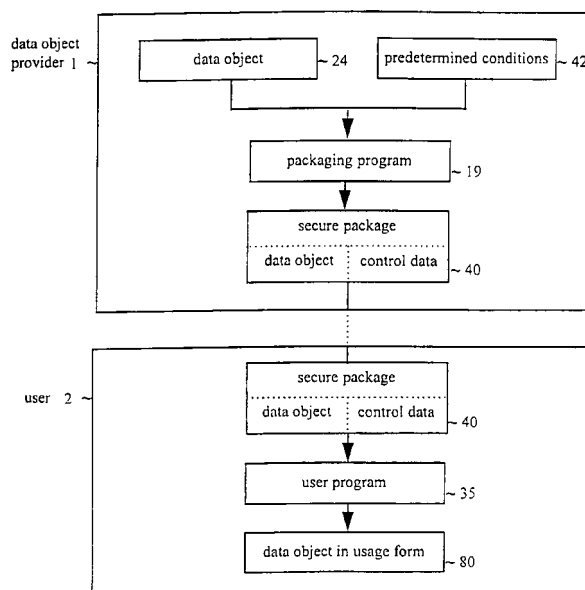 data object
provider 1
data object
~ 24
predetermined conditions
~ 42
packaging program
~ 19
secure package
data object
control data
~ 40
user 2
secure package
data object
control data
~ 40
user program
~ 35
data object in usage form
~ 80